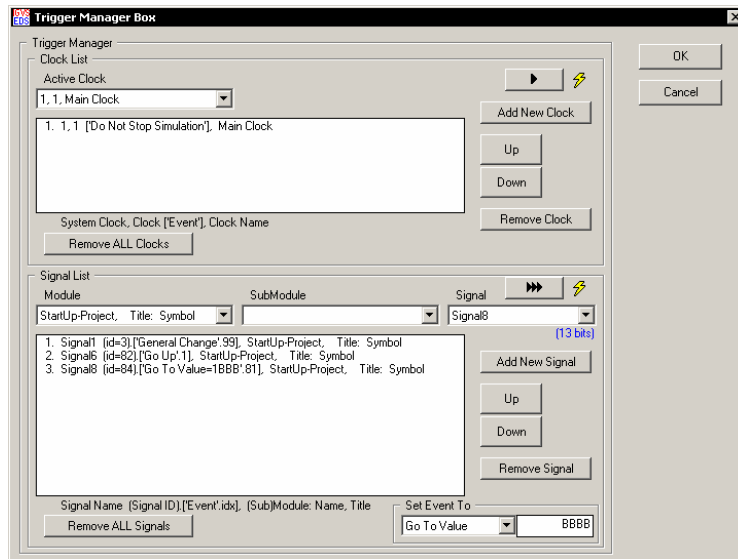 GVS
EDS
Trigger Manager Box
Trigger Manager
Clock List
Active Clock
1, 1, Main Clock
1. 1, 1 ['Do Not Stop Simulation'], Main Clock
System Clock, Clock ['Event'], Clock Name
Remove ALL Clocks
Add New Clock
Up
Down
Remove Clock
OK
Cancel
Signal List
Module SubModule Signal
StartUp-Project, Title: Symbol Signal8
(13 bits)
1. Signal1 (id=3),['General Change'.99], StartUp-Project, Title: Symbol
2. Signal6 (id=82),['Go Up'.1], StartUp-Project, Title: Symbol
3. Signal8 (id=84),['Go To Value=1BBB'.81], StartUp-Project, Title: Symbol
Add New Signal
Up
Down
Remove Signal
Signal Name (Signal ID),['Event'.idx], (Sub)Module: Name, Title
Remove ALL Signals
Set Event To
Go To Value BBBB